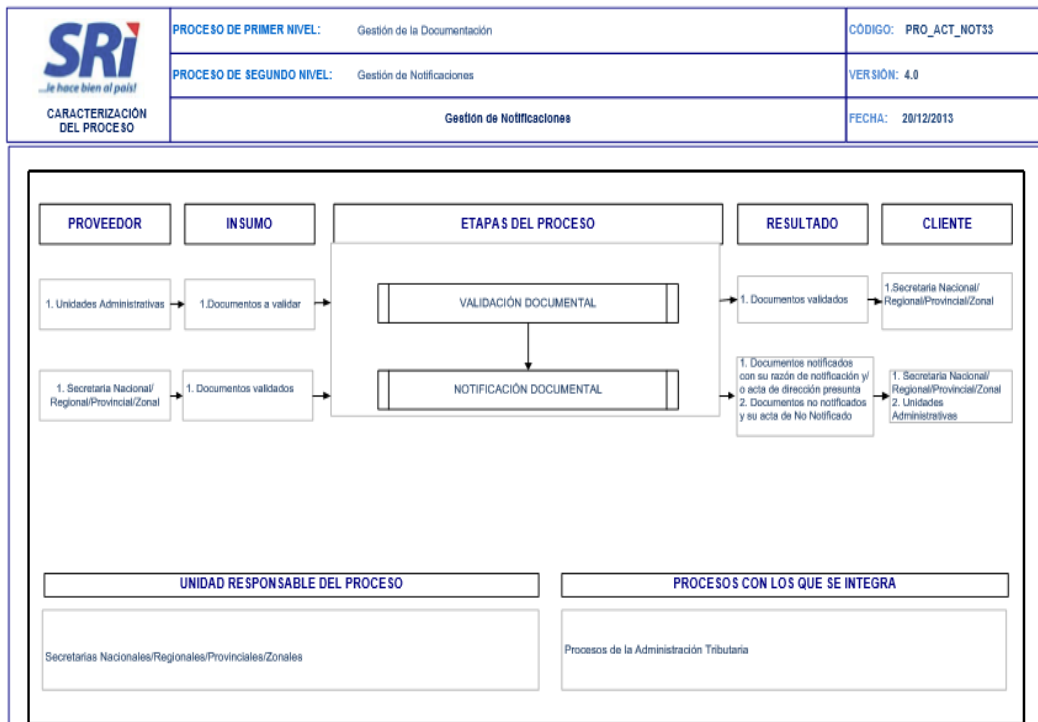 SRi
...le hace bien al país!
CARACTERIZACIÓN
DEL PROCESO
PROCESO DE PRIMER NIVEL: Gestión de la Documentación
CÓDIGO: PRO_ACT_NOT33
PROCESO DE SEGUNDO NIVEL: Gestión de Notificaciones
VERSIÓN: 4.0
Gestión de Notificaciones
FECHA: 20/12/2013
PROVEEDOR
INSUMO
ETAPAS DEL PROCESO
RESULTADO
CLIENTE
1. Unidades Administrativas
1.Documentos a validar
VALIDACIÓN DOCUMENTAL
1. Documentos validados
1.Secretaria Nacional/
Regional/Provincial/Zonal
1. Secretaria Nacional/
Regional/Provincial/Zonal
1. Documentos validados
NOTIFICACIÓN DOCUMENTAL
1. Documentos notificados
con su razón de notificación y/
o acta de dirección presunta
2. Documentos no notificados
y su acta de No Notificado
1. Secretaria Nacional/
Regional/Provincial/Zonal
2. Unidades
Administrativas
UNIDAD RESPONSABLE DEL PROCESO
PROCESOS CON LOS QUE SE INTEGRA
Secretarias Nacionales/Regionales/Provinciales/Zonales
Procesos de la Administración Tributaria